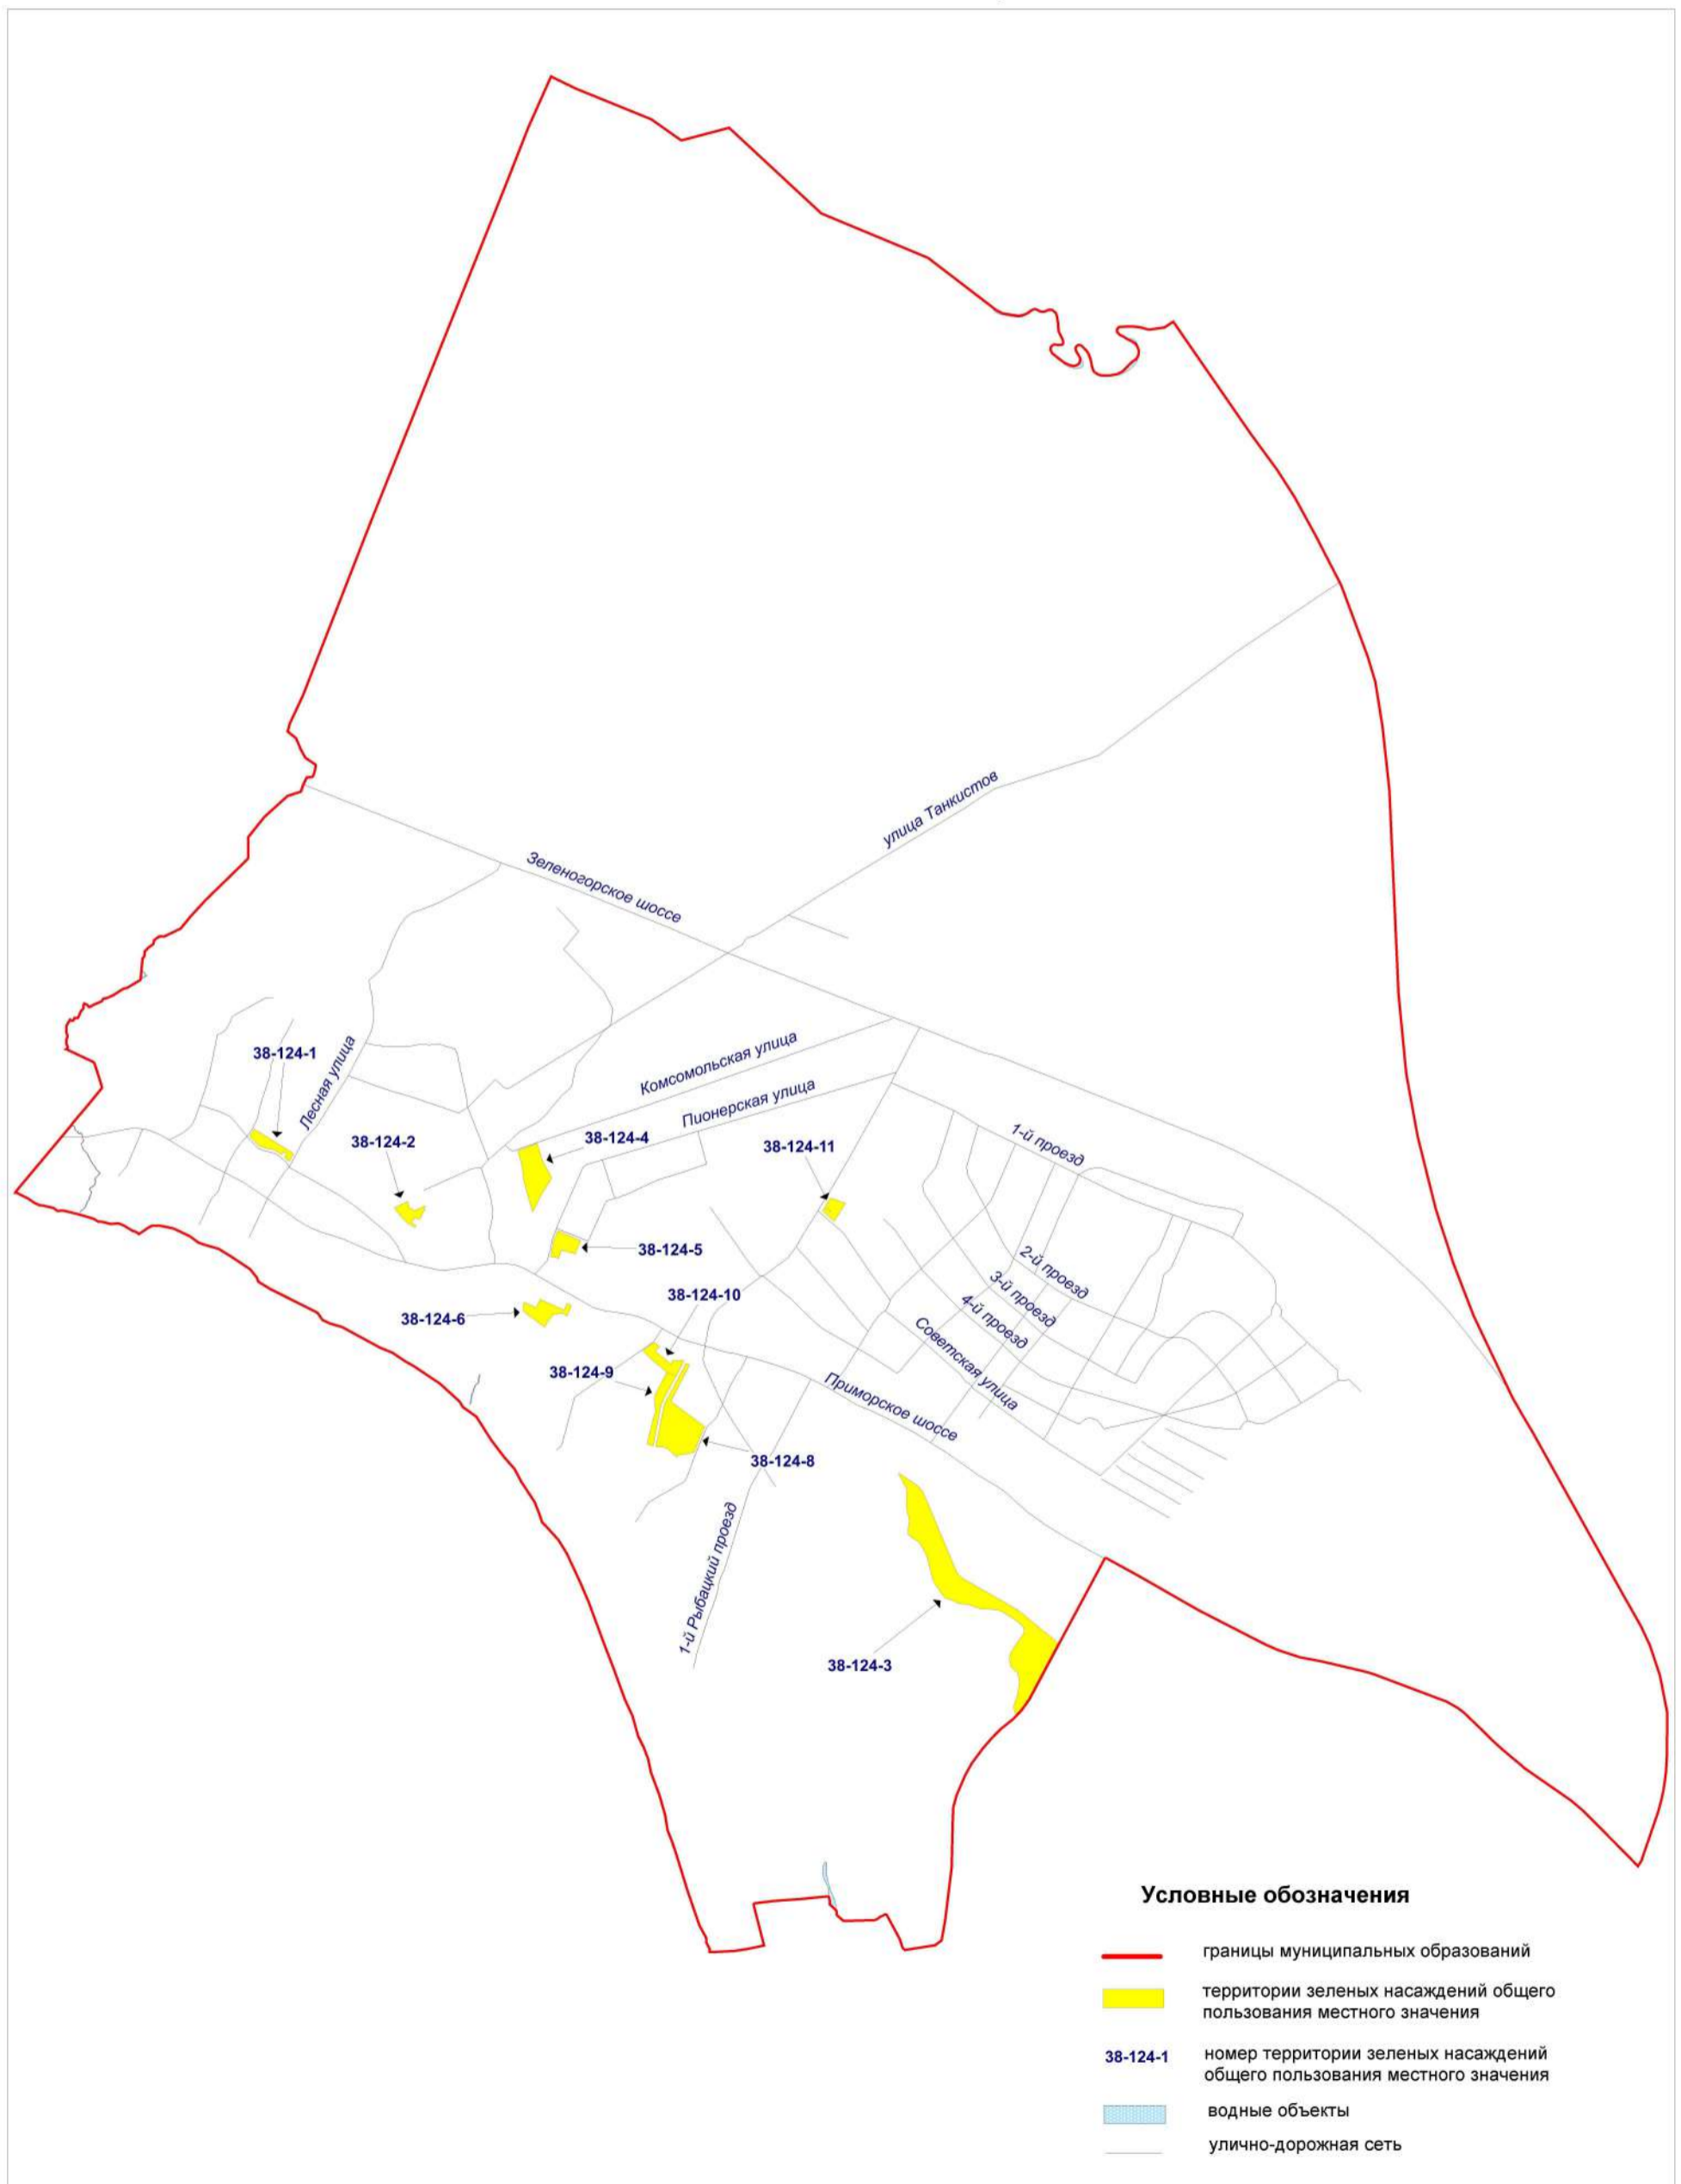 улица Танкистов
Зеленогорское шоссе
Комсомольская улица
38-124-1
Лесная улица
Пионерская улица
38-124-2
38-124-4
38-124-11
1-й проезд
38-124-5
2-й проезд
3-й проезд
38-124-10
4-й проезд
38-124-6
Советская улица
38-124-9
Приморское шоссе
38-124-8
1-й Рыбацкий проезд
38-124-3
Условные обозначения
границы муниципальных образований
территории зеленых насаждений общего
пользования местного значения
38-124-1
номер территории зеленых насаждений
общего пользования местного значения
водные объекты
улично-дорожная сеть